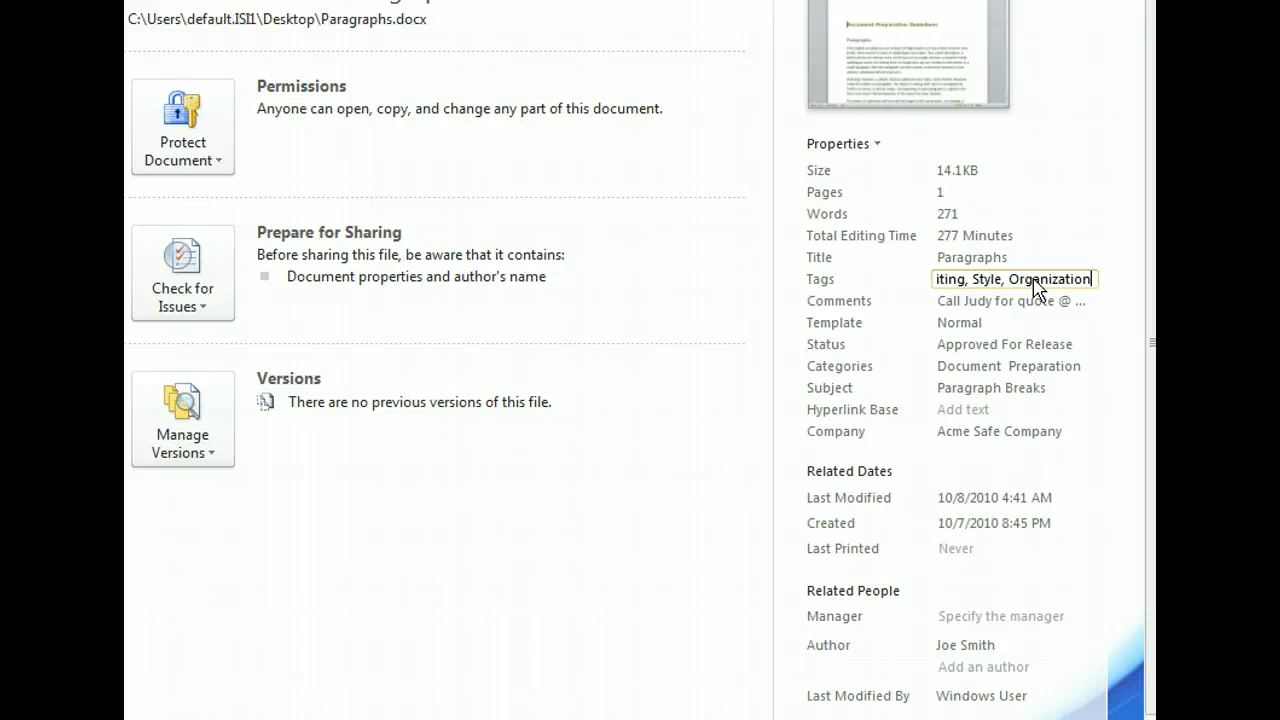 C:\Users\default.ISI1\Desktop\Paragraphs.docx
Document Preparation Guidelines
Paragraphs
Permissions
Anyone can open, copy, and change any part of this document.
Protect
Document
Prepare for Sharing
Before sharing this file, be aware that it contains:
Document properties and author's name
Check for
Issues
Versions
There are no previous versions of this file.
Manage
Versions
Properties
Size 14.1KB
Pages 1
Words 271
Total Editing Time 277 Minutes
Title Paragraphs
Tags iting, Style, Organization
Comments Call Judy for quote @ ...
Template Normal
Status Approved For Release
Categories Document Preparation
Subject Paragraph Breaks
Hyperlink Base Add text
Company Acme Safe Company
Related Dates
Last Modified 10/8/2010 4:41 AM
Created 10/7/2010 8:45 PM
Last Printed Never
Related People
Manager Specify the manager
Author Joe Smith
Add an author
Last Modified By Windows User